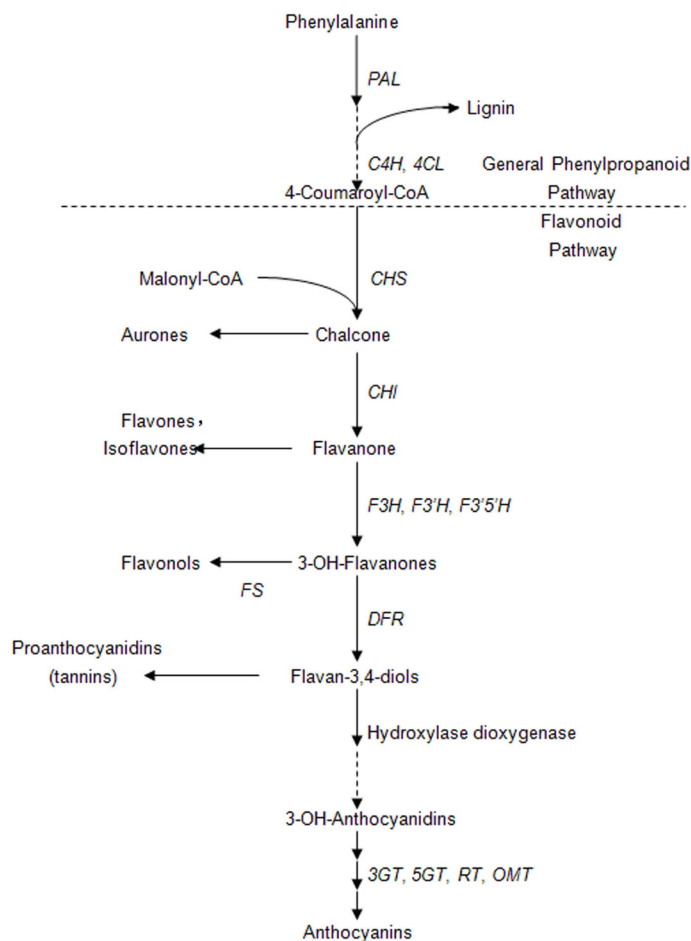 Phenylalanine
PAL
Lignin
C4H, 4CL
General Phenylpropanoid
Pathway
4-Coumaroyl-CoA
Flavonoid
Pathway
Malonyl-CoA
CHS
Aurones
Chalcone
CHI
Flavones，
Isoflavones
Flavanone
F3H, F3'H, F3'5'H
Flavonols
3-OH-Flavanones
FS
DFR
Proanthocyanidins
(tannins)
Flavan-3,4-diols
Hydroxylase dioxygenase
3-OH-Anthocyanidins
3GT, 5GT, RT, OMT
Anthocyanins